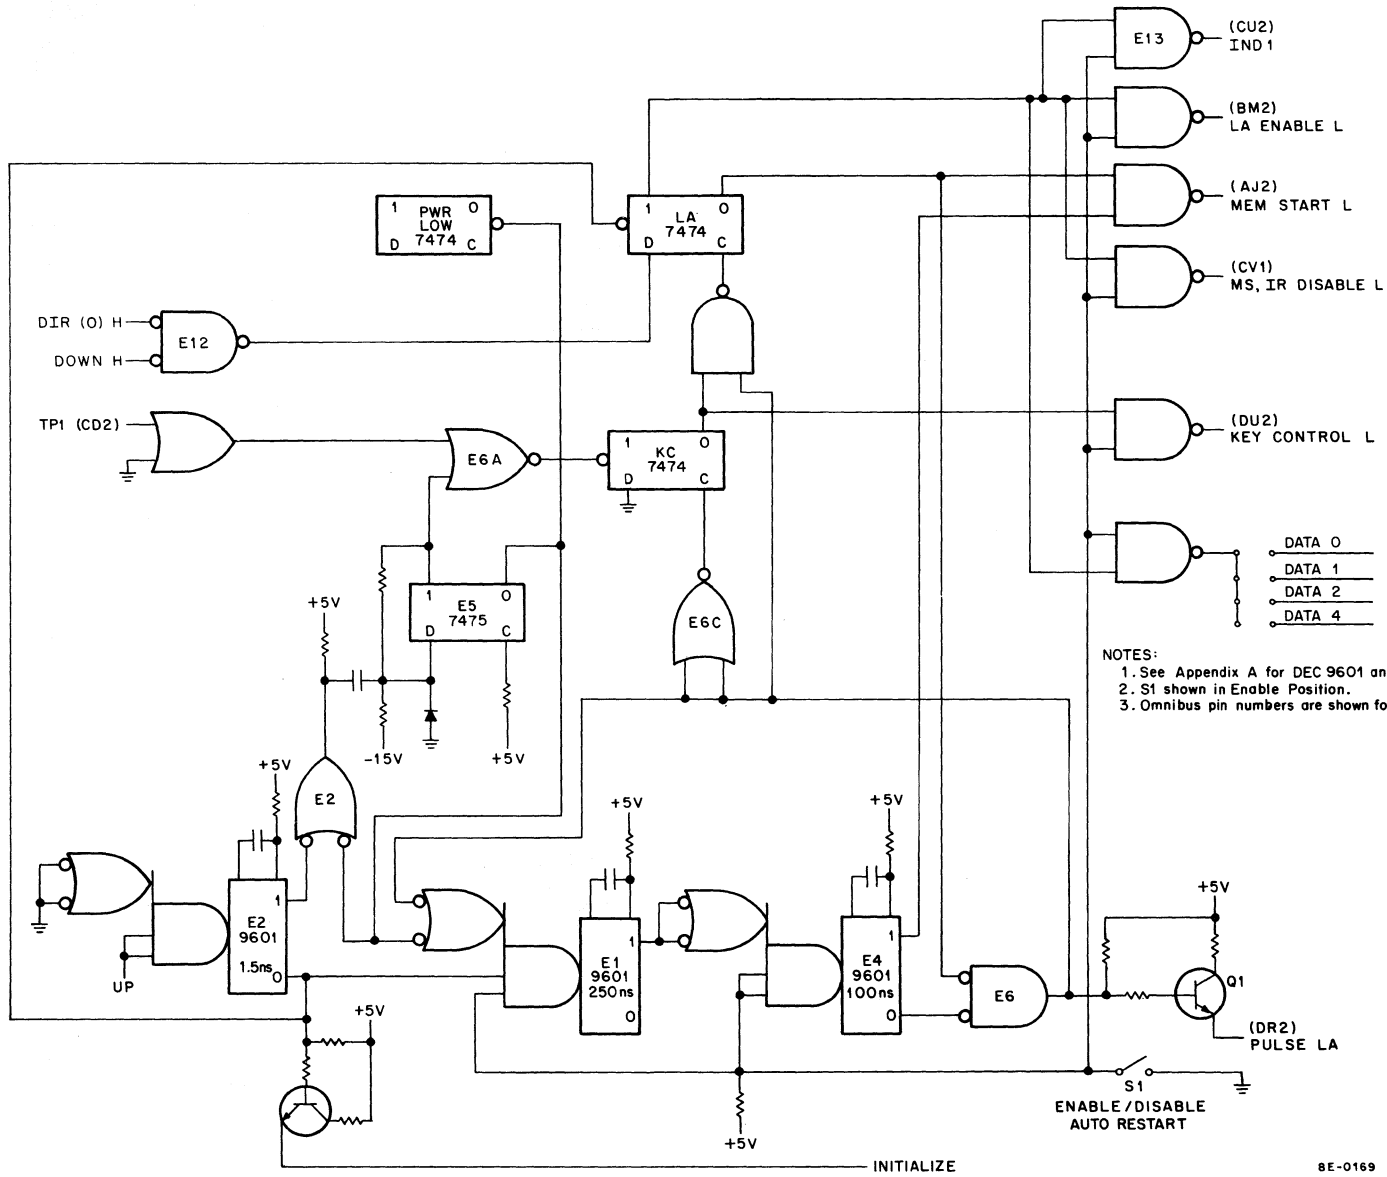 (CU2)
IND1
E13
(BM2)
LA ENABLE L
(AJ2)
MEM START L
1 0
PWR
LOW
7474
D C
1 0
LA
7474
D C
(CV1)
MS, IR DISABLE L
DIR (0) H
E12
DOWN H
TP1 (CD2)
E6A
1 0
KC
7474
D C
(DU2)
KEY CONTROL L
DATA 0
DATA 1
DATA 2
DATA 4
+5V
1 0
E5
7475
D C
E6C
NOTES:
1. See Appendix A for DEC 9601 an
2. S1 shown in Enable Position.
3. Omnibus pin numbers are shown fo
-15V
+5V
+5V
E2
+5V
+5V
1
E2
9601
1.5ns
0
UP
1
E1
9601
250ns
0
1
E4
9601
100ns
0
E6
+5V
Q1
(DR2)
PULSE LA
+5V
S1
ENABLE/DISABLE
AUTO RESTART
+5V
INITIALIZE
8E-0169